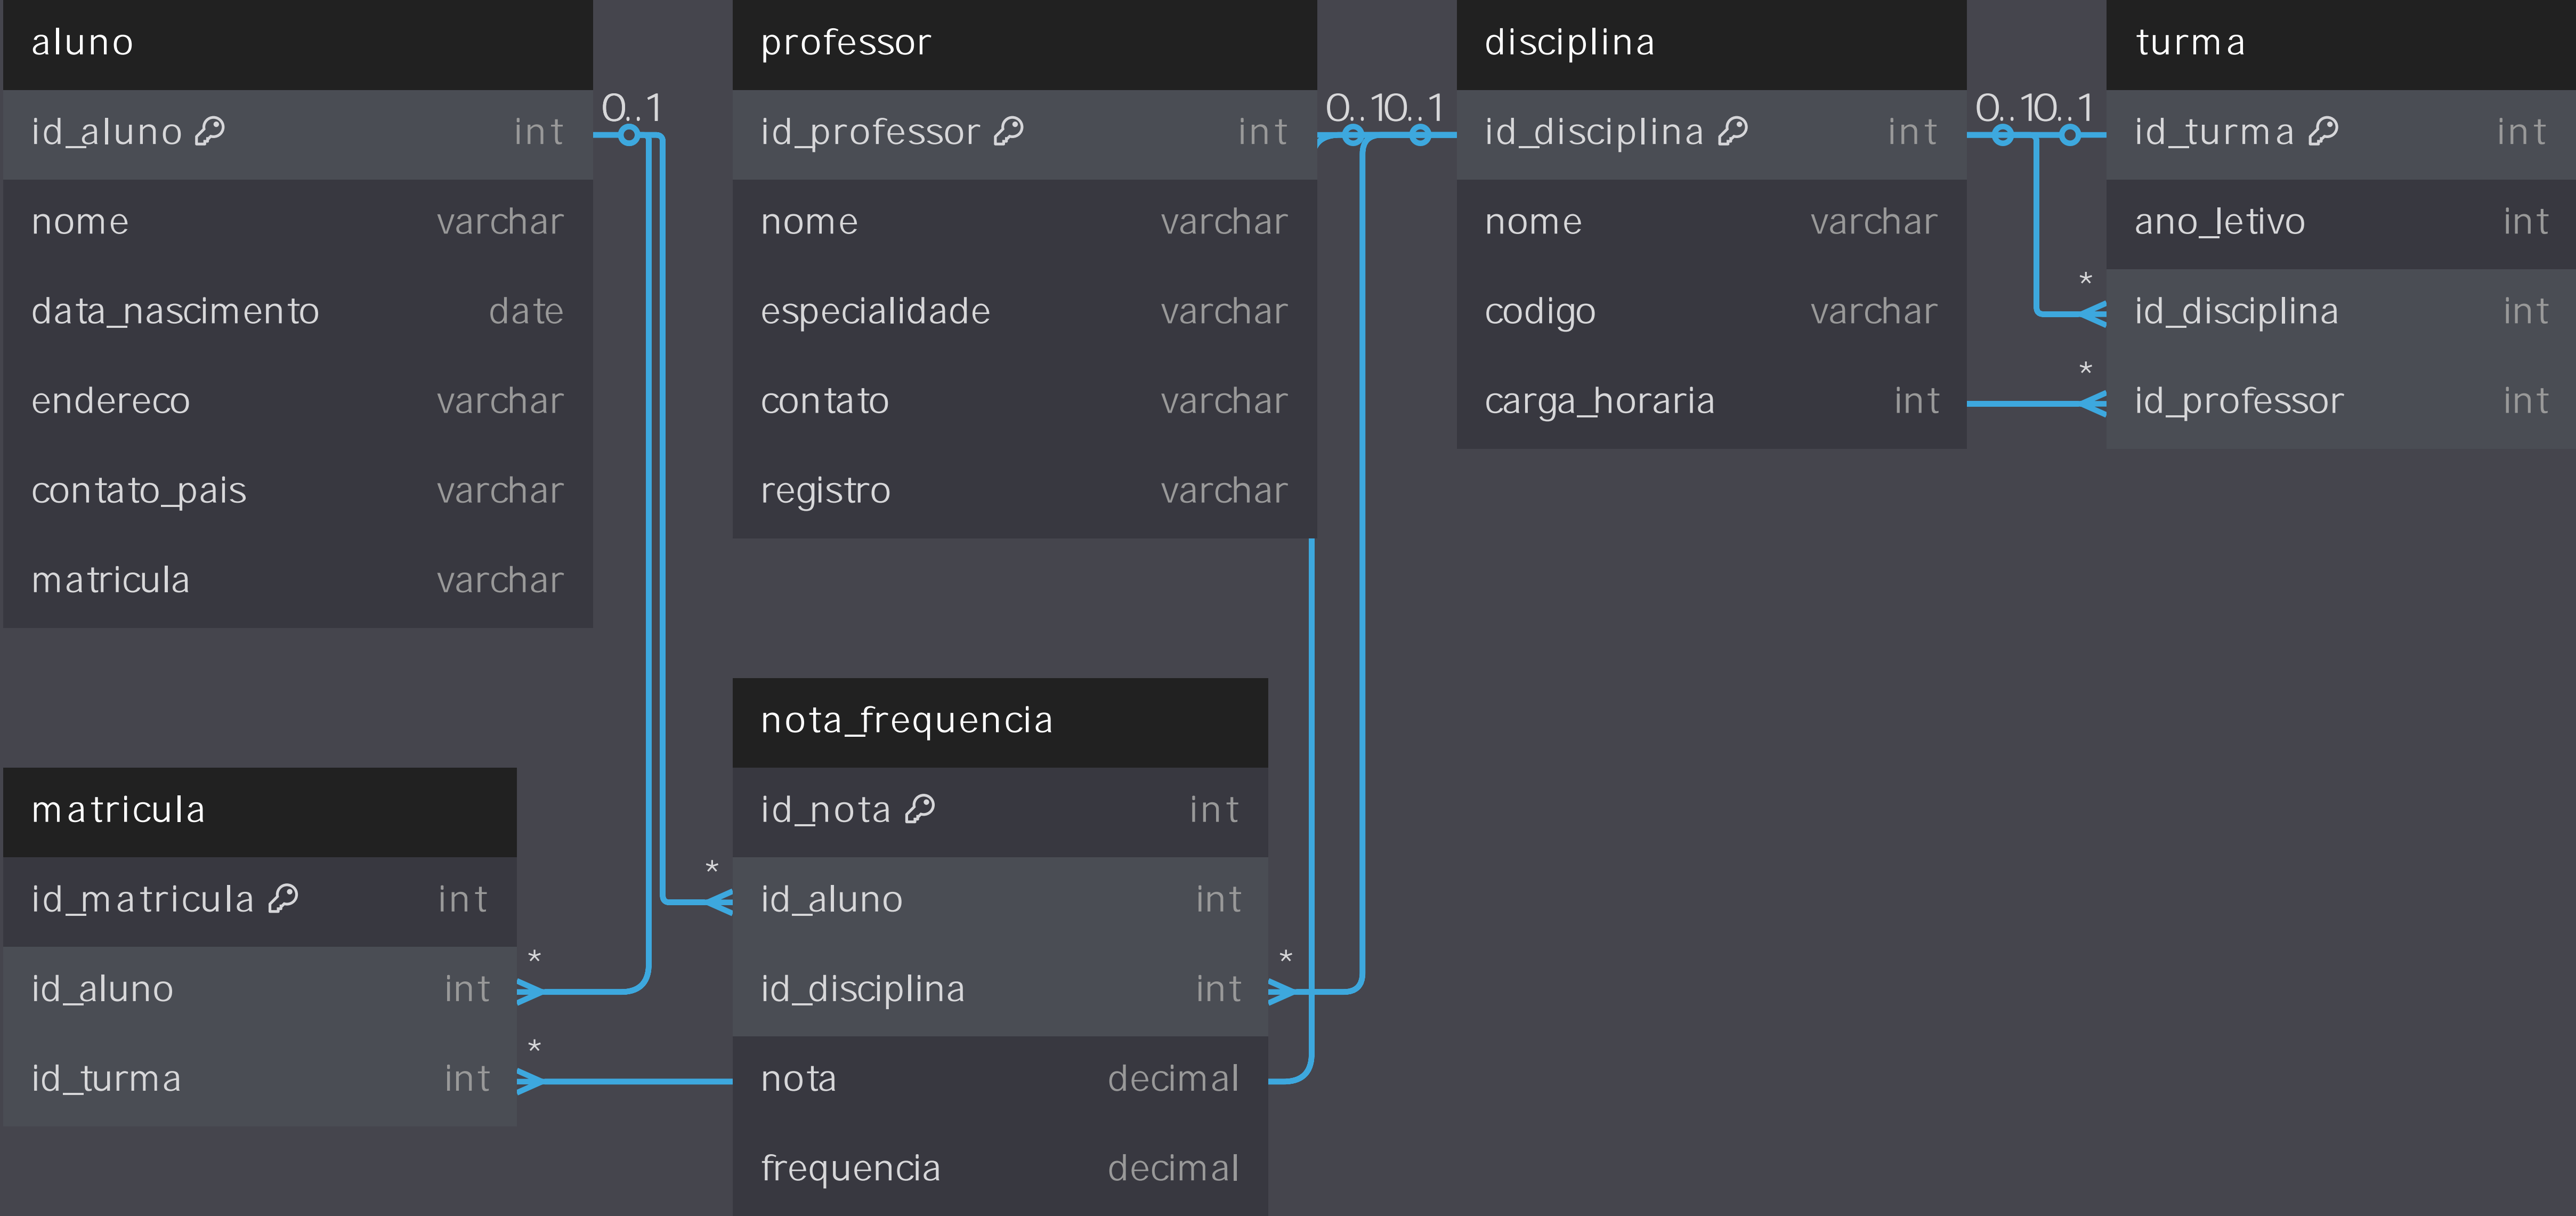 aluno
id_aluno int
nome varchar
data_nascimento date
endereco varchar
contato_pais varchar
matricula varchar
0..1
professor
id_professor int
nome varchar
especialidade varchar
contato varchar
registro varchar
0..1
0..1
disciplina
id_disciplina int
nome varchar
codigo varchar
carga_horaria int
0..1
0..1
turma
id_turma int
ano_letivo int
*
id_disciplina int
*
id_professor int
matricula
id_matricula int
*
id_aluno int
*
id_turma int
nota_frequencia
id_nota int
*
id_aluno int
*
id_disciplina int
nota decimal
frequencia decimal